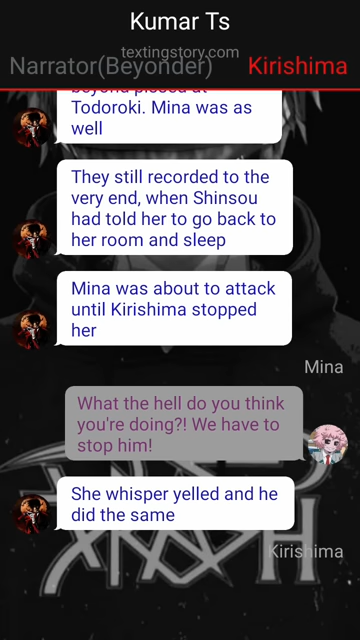 Kumar Ts
textingstory.com
Narrator(Beyonder)
Kirishima
beyond pissed at
Todoroki. Mina was as
well
They still recorded to the
very end, when Shinsou
had told her to go back to
her room and sleep
Mina was about to attack
until Kirishima stopped
her
Mina
What the hell do you think
you're doing?! We have to
stop him!
She whisper yelled and he
did the same
Kirishima